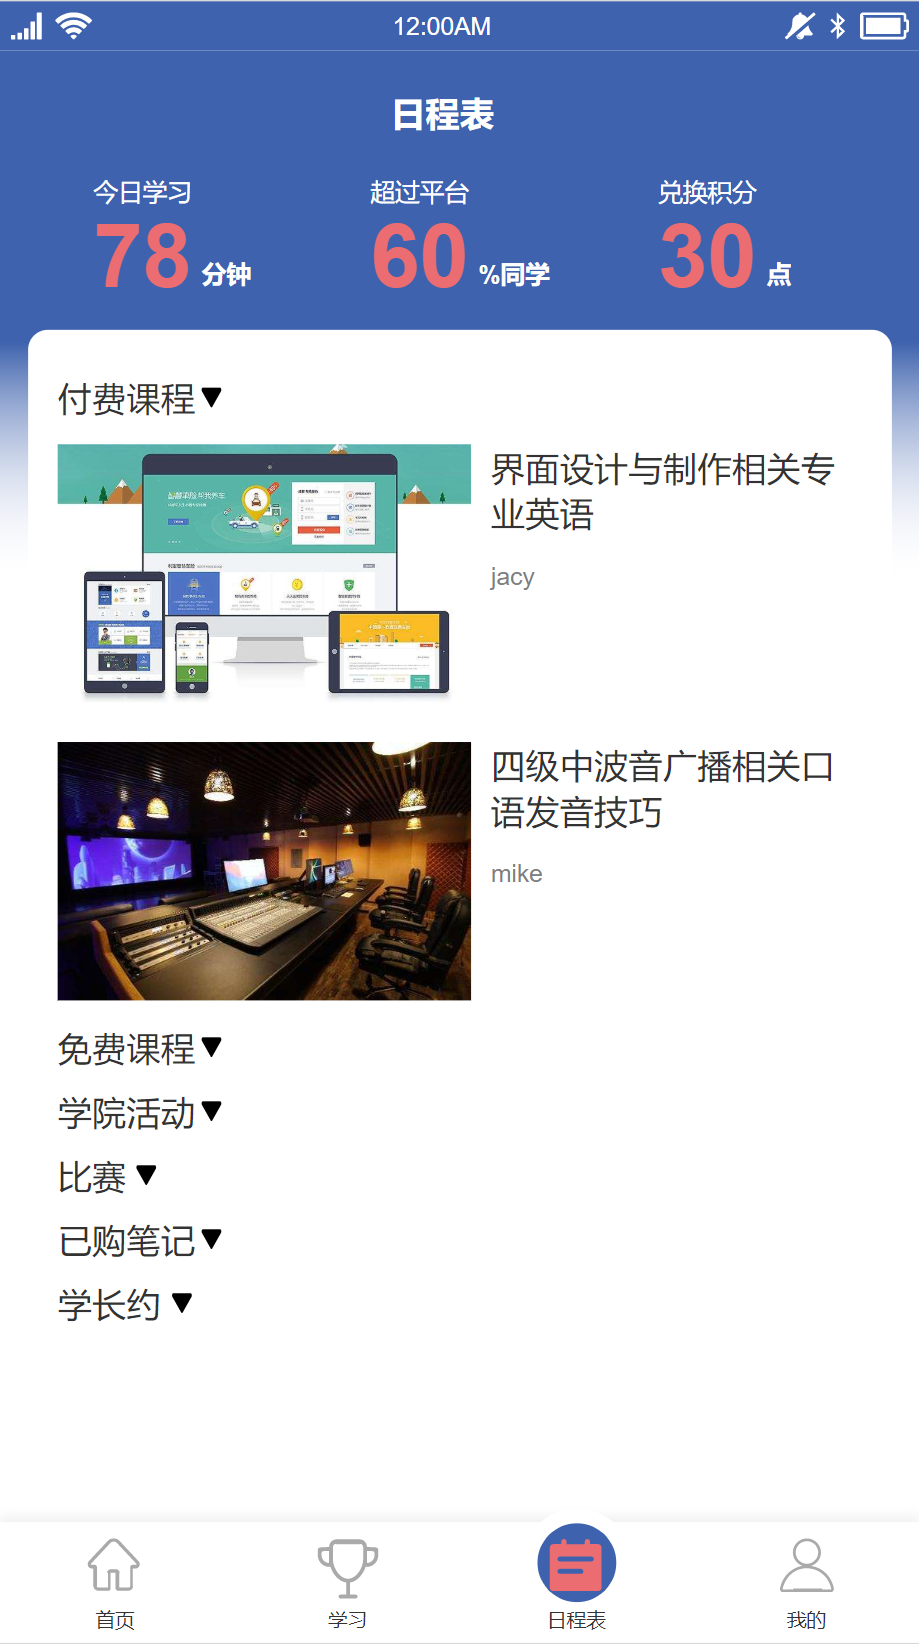 12:00AM
日程表
今日学习
超过平台
兑换积分
78 分钟
60 %同学
30 点
付费课程▼
界面设计与制作相关专
业英语
jacy
四级中波音广播相关口
语发音技巧
mike
免费课程▼
学院活动▼
比赛 ▼
已购笔记▼
学长约 ▼
首页
学习
日程表
我的